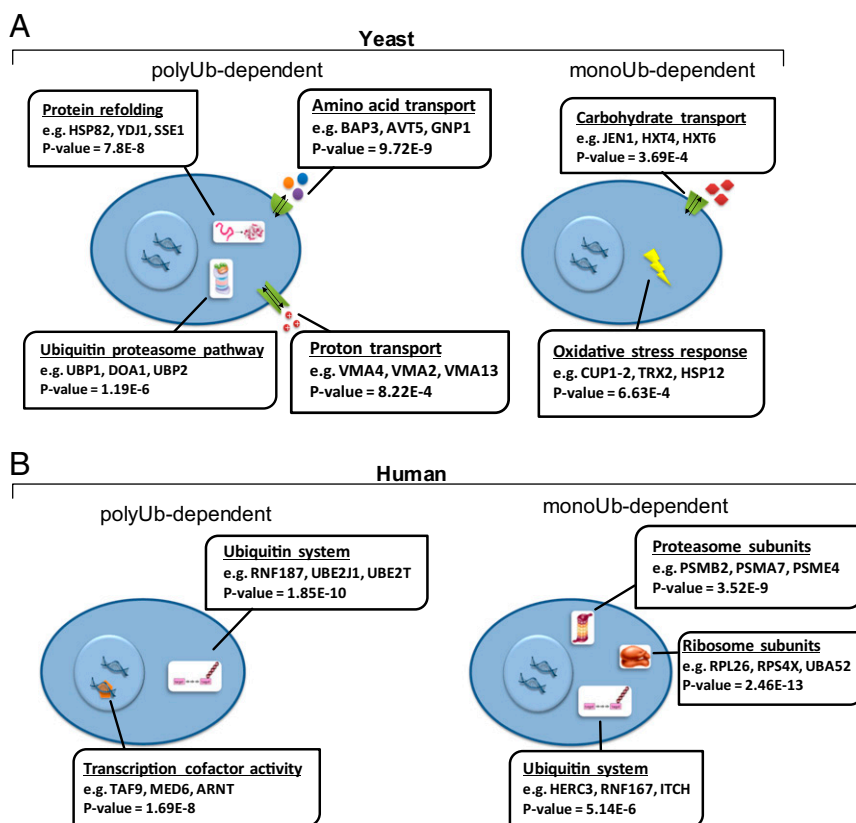 A
Yeast
polyUb-dependent
monoUb-dependent
Protein refolding
e.g. HSP82, YDJ1, SSE1
P-value = 7.8E-8
Amino acid transport
e.g. BAP3, AVT5, GNP1
P-value = 9.72E-9
Carbohydrate transport
e.g. JEN1, HXT4, HXT6
P-value = 3.69E-4
Ubiquitin proteasome pathway
e.g. UBP1, DOA1, UBP2
P-value = 1.19E-6
Proton transport
e.g. VMA4, VMA2, VMA13
P-value = 8.22E-4
Oxidative stress response
e.g. CUP1-2, TRX2, HSP12
P-value = 6.63E-4
B
Human
polyUb-dependent
monoUb-dependent
Ubiquitin system
e.g. RNF187, UBE2J1, UBE2T
P-value = 1.85E-10
Proteasome subunits
e.g. PSMB2, PSMA7, PSME4
P-value = 3.52E-9
Ribosome subunits
e.g. RPL26, RPS4X, UBA52
P-value = 2.46E-13
Transcription cofactor activity
e.g. TAF9, MED6, ARNT
P-value = 1.69E-8
Ubiquitin system
e.g. HERC3, RNF167, ITCH
P-value = 5.14E-6